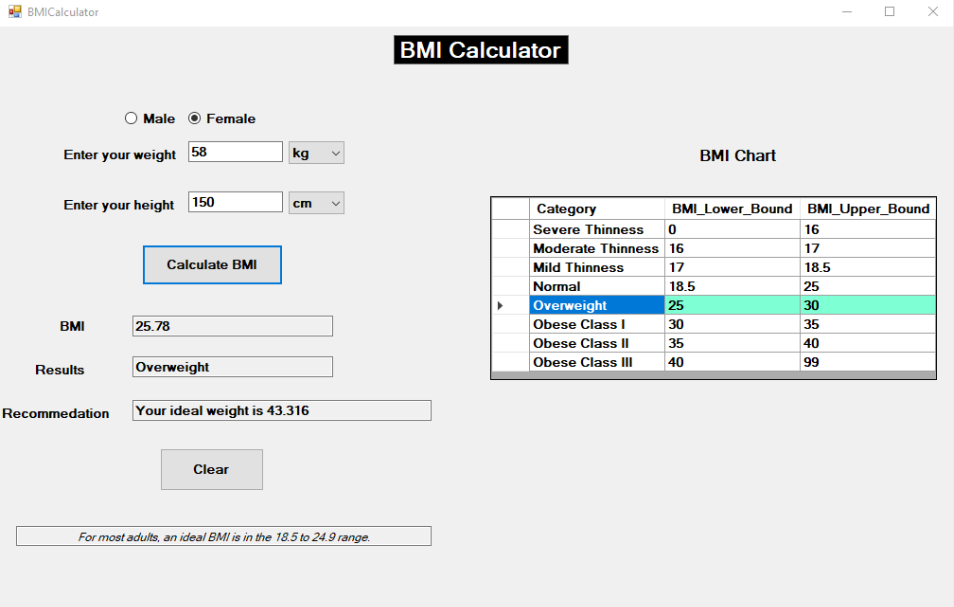 BMICalculator
BMI Calculator
Male Female
Enter your weight 58 kg
Enter your height 150 cm
Calculate BMI
BMI 25.78
Results Overweight
Recommedation Your ideal weight is 43.316
Clear
For most adults, an ideal BMI is in the 18.5 to 24.9 range.
BMI Chart
Category BMI_Lower_Bound BMI_Upper_Bound
Severe Thinness 0 16
Moderate Thinness 16 17
Mild Thinness 17 18.5
Normal 18.5 25
Overweight 25 30
Obese Class I 30 35
Obese Class II 35 40
Obese Class III 40 99